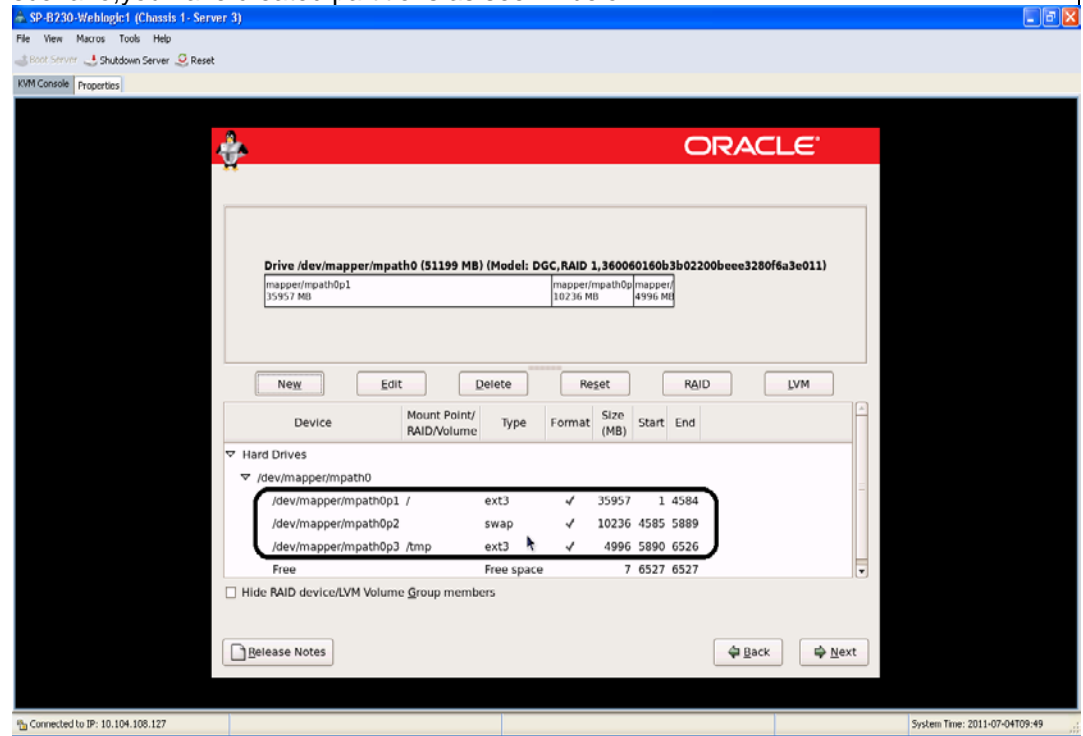 SP-B230-Weblogic1 (Chassis 1- Server 3)
File View Macros Tools Help
Boot Server Shutdown Server Reset
KVM Console Properties
ORACLE
Drive /dev/mapper/mpath0 (51199 MB) (Model: DGC,RAID 1,360060160b3b02200beee3280f6a3e011)
mapper/mpath0p1 mapper/mpath0p mapper/
35957 MB 10236 MB 4996 MB
New Edit Delete Reset RAID LVM
Device Mount Point/ RAID/Volume Type Format Size (MB) Start End
Hard Drives
/dev/mapper/mpath0
/dev/mapper/mpath0p1 / ext3 ✓ 35957 1 4584
/dev/mapper/mpath0p2 swap ✓ 10236 4585 5889
/dev/mapper/mpath0p3 /tmp ext3 ✓ 4996 5890 6526
Free Free space 7 6527 6527
Hide RAID device/LVM Volume Group members
Release Notes Back Next
Connected to IP: 10.104.108.127 System Time: 2011-07-04T09:49